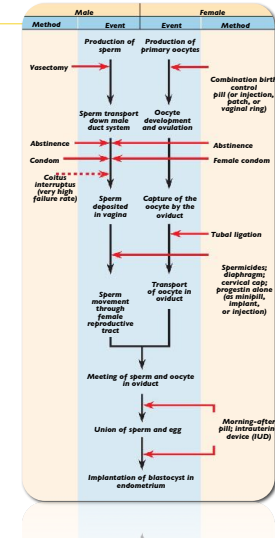 Male
Female
Method
Event
Event
Method
Production of
sperm
Production of
primary oocytes
Vasectomy
Combination birth
control
pill (or injection,
patch, or
vaginal ring)
Sperm transport
down male
duct system
Oocyte
development
and ovulation
Abstinence
Abstinence
Condom
Female condom
Coitus
interruptus
(very high
failure rate)
Sperm
deposited
in vagina
Capture of the
oocyte by the
oviduct
Tubal ligation
Spermicides;
diaphragm;
cervical cap;
progestin alone
(as minipill,
implant,
or injection)
Sperm
movement
through
female
reproductive
tract
Transport
of oocyte in
oviduct
Meeting of sperm and oocyte
in oviduct
Morning-after
pill; intrauterin
device (IUD)
Union of sperm and egg
Implantation of blastocyst in
endometrium